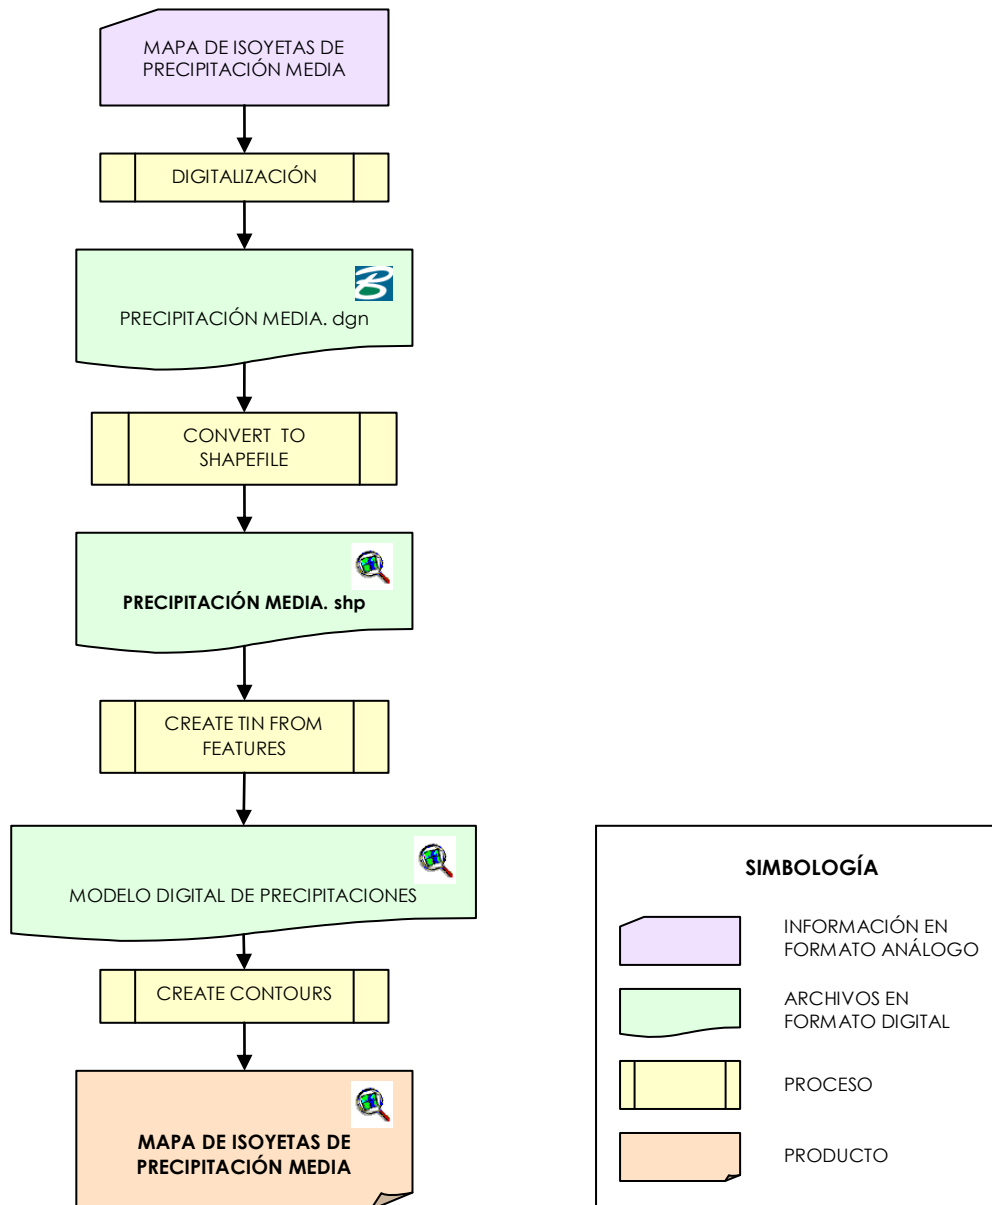 MAPA DE ISOYETAS DE
PRECIPITACIÓN MEDIA
DIGITALIZACIÓN
PRECIPITACIÓN MEDIA. dgn
CONVERT TO
SHAPEFILE
PRECIPITACIÓN MEDIA. shp
CREATE TIN FROM
FEATURES
MODELO DIGITAL DE PRECIPITACIONES
CREATE CONTOURS
MAPA DE ISOYETAS DE
PRECIPITACIÓN MEDIA
SIMBOLOGÍA
INFORMACIÓN EN
FORMATO ANÁLOGO
ARCHIVOS EN
FORMATO DIGITAL
PROCESO
PRODUCTO